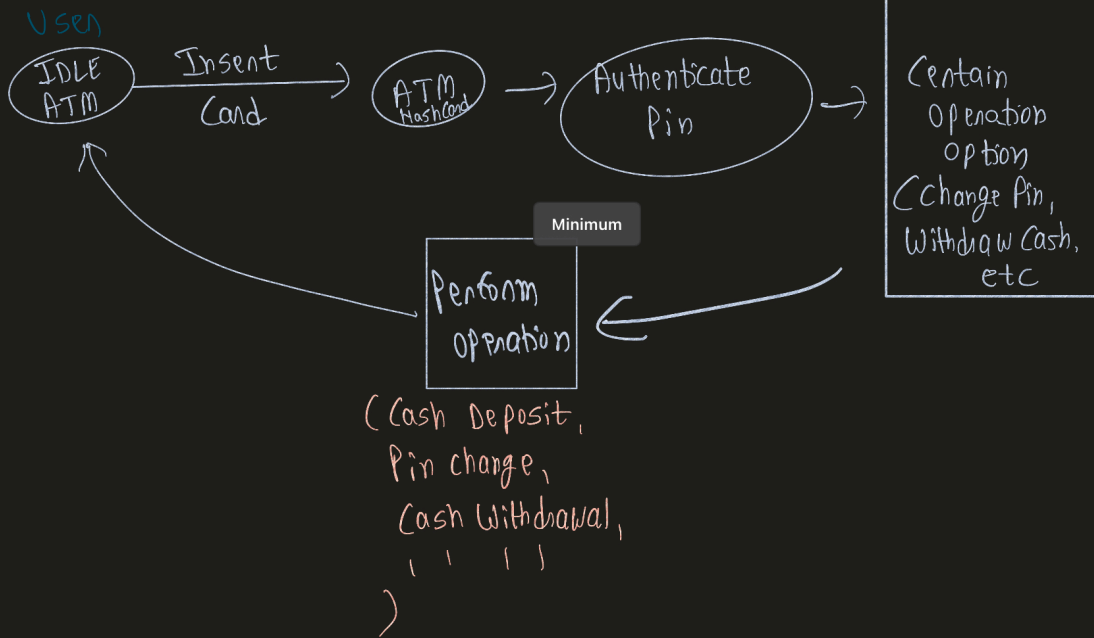 User
IDLE
ATM
Insert
Card
ATM
HashCard
Authenticate
Pin
Certain
Operation
Option
(Change Pin,
Withdraw Cash,
etc
Minimum
Perform
Operation
(Cash Deposit,
Pin change,
Cash Withdrawal,
, , , ,
)